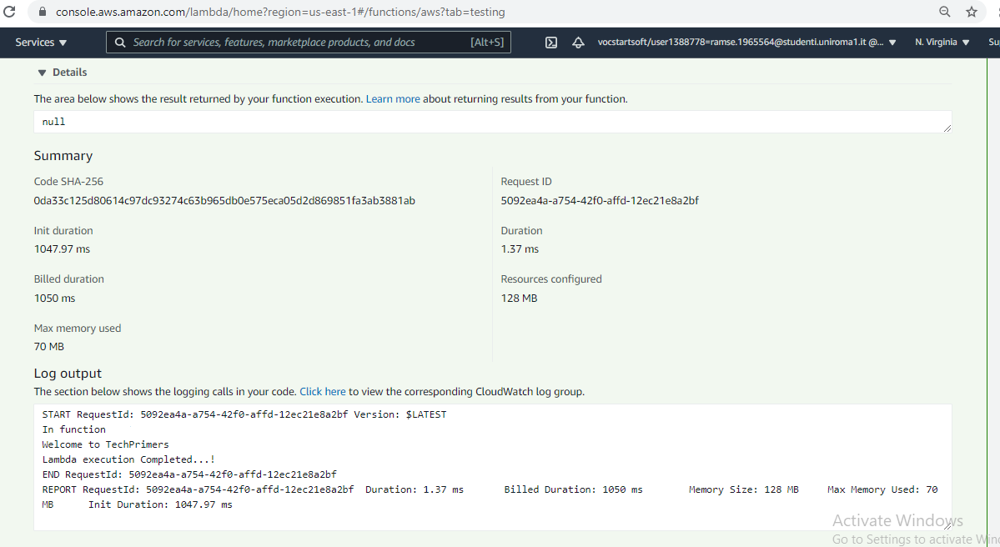 console.aws.amazon.com/lambda/home?region=us-east-1#/functions/aws?tab=testing
Services ▼ Search for services, features, marketplace products, and docs [Alt+S] vocstartsoft/user1388778=ramse.1965564@studenti.uniroma1.it @... ▼ N. Virginia ▼ Su
▼ Details
The area below shows the result returned by your function execution. Learn more about returning results from your function.
null
Summary
Code SHA-256
0da33c125d80614c97dc93274c63b965db0e575eca05d2d869851fa3ab3881ab
Request ID
5092ea4a-a754-42f0-affd-12ec21e8a2bf
Init duration
1047.97 ms
Duration
1.37 ms
Billed duration
1050 ms
Resources configured
128 MB
Max memory used
70 MB
Log output
The section below shows the logging calls in your code. Click here to view the corresponding CloudWatch log group.
START RequestId: 5092ea4a-a754-42f0-affd-12ec21e8a2bf Version: $LATEST
In function
Welcome to TechPrimers
Lambda execution Completed...!
END RequestId: 5092ea4a-a754-42f0-affd-12ec21e8a2bf
REPORT RequestId: 5092ea4a-a754-42f0-affd-12ec21e8a2bf Duration: 1.37 ms Billed Duration: 1050 ms Memory Size: 128 MB Max Memory Used: 70
MB Init Duration: 1047.97 ms
Activate Windows
Go to Settings to activate Win